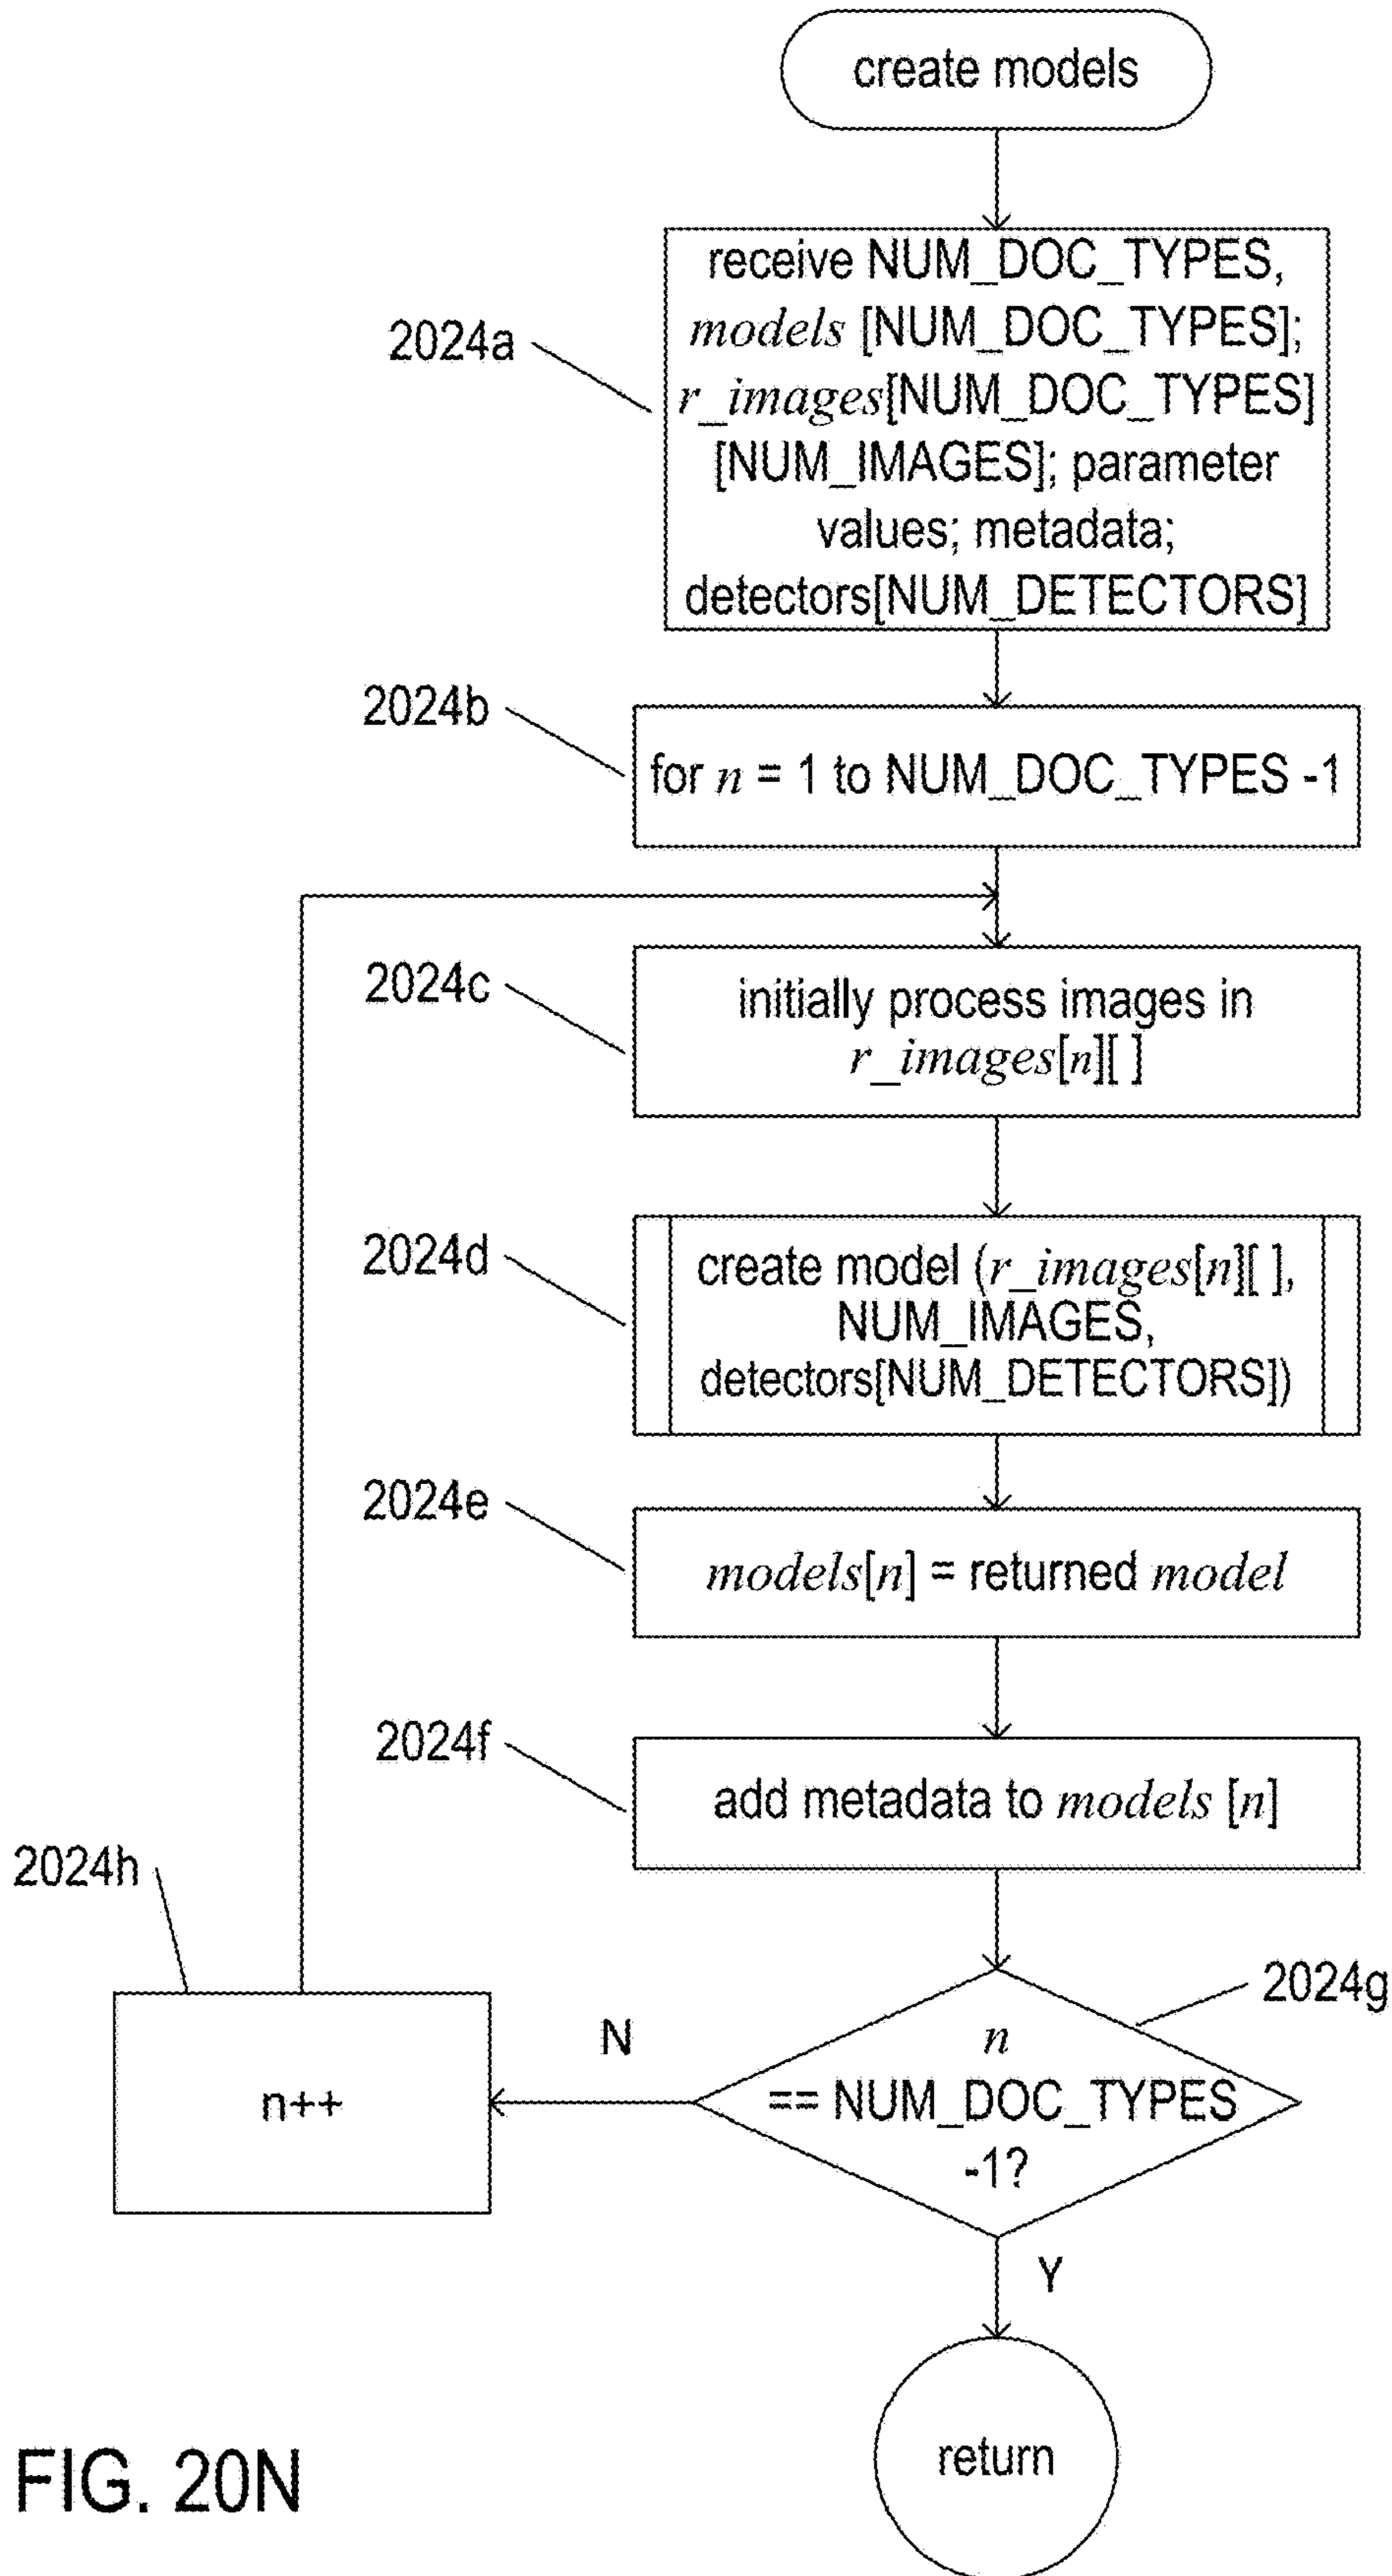 create models
2024a
receive NUM_DOC_TYPES,
models [NUM_DOC_TYPES];
r_images[NUM_DOC_TYPES]
[NUM_IMAGES]; parameter
values; metadata;
detectors[NUM_DETECTORS]
2024b
for n = 1 to NUM_DOC_TYPES -1
2024c
initially process images in
r_images[n][ ]
2024d
create model (r_images[n][ ],
NUM_IMAGES,
detectors[NUM_DETECTORS])
2024e
models[n] = returned model
2024f
add metadata to models [n]
2024h
n++
N
2024g
n
== NUM_DOC_TYPES
-1?
Y
return
FIG. 20N